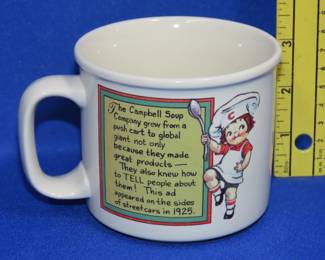 The Campbell Soup
Company grew from a
push cart to global
giant not only
because they made
great products—
They also knew how
to TELL people about
them! This ad
appeared on the sides
of street cars in 1925.
C
C
3
2
1